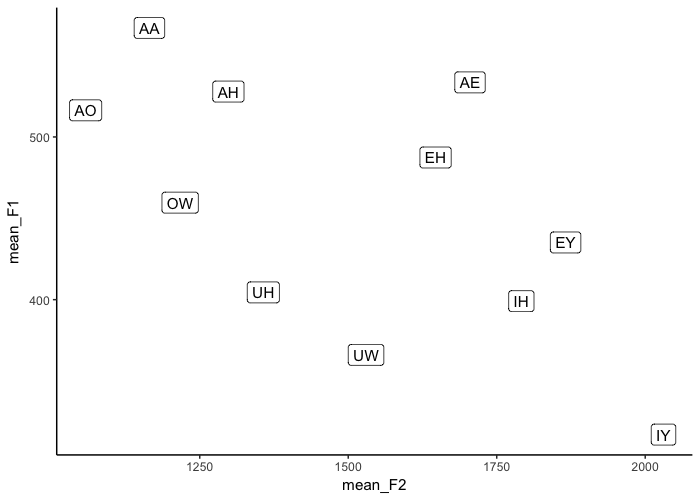 AA
AE
AH
AO
500
EH
OW
EY
UH
IH
400
UW
IY
mean_F1
1250
1500
1750
2000
mean_F2